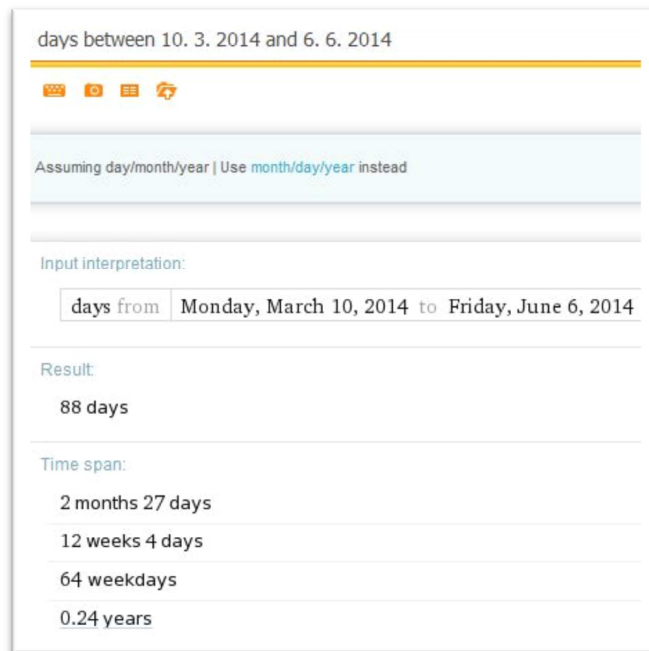 days between 10. 3. 2014 and 6. 6. 2014
Assuming day/month/year | Use month/day/year instead
Input interpretation:
days from Monday, March 10, 2014 to Friday, June 6, 2014
Result:
88 days
Time span:
2 months 27 days
12 weeks 4 days
64 weekdays
0.24 years